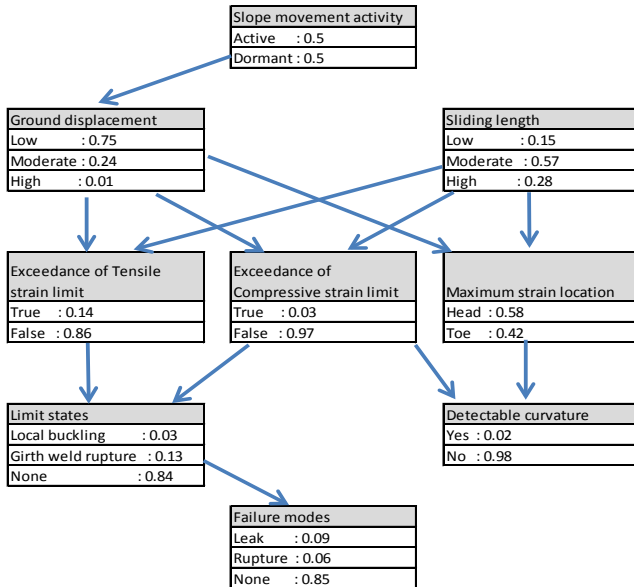 Slope movement activity
Active : 0.5
Dormant : 0.5
Ground displacement
Low : 0.75
Moderate : 0.24
High : 0.01
Sliding length
Low : 0.15
Moderate : 0.57
High : 0.28
Exceedance of Tensile
strain limit
True : 0.14
False : 0.86
Exceedance of
Compressive strain limit
True : 0.03
False : 0.97
Maximum strain location
Head : 0.58
Toe : 0.42
Limit states
Local buckling : 0.03
Girth weld rupture : 0.13
None : 0.84
Detectable curvature
Yes : 0.02
No : 0.98
Failure modes
Leak : 0.09
Rupture : 0.06
None : 0.85